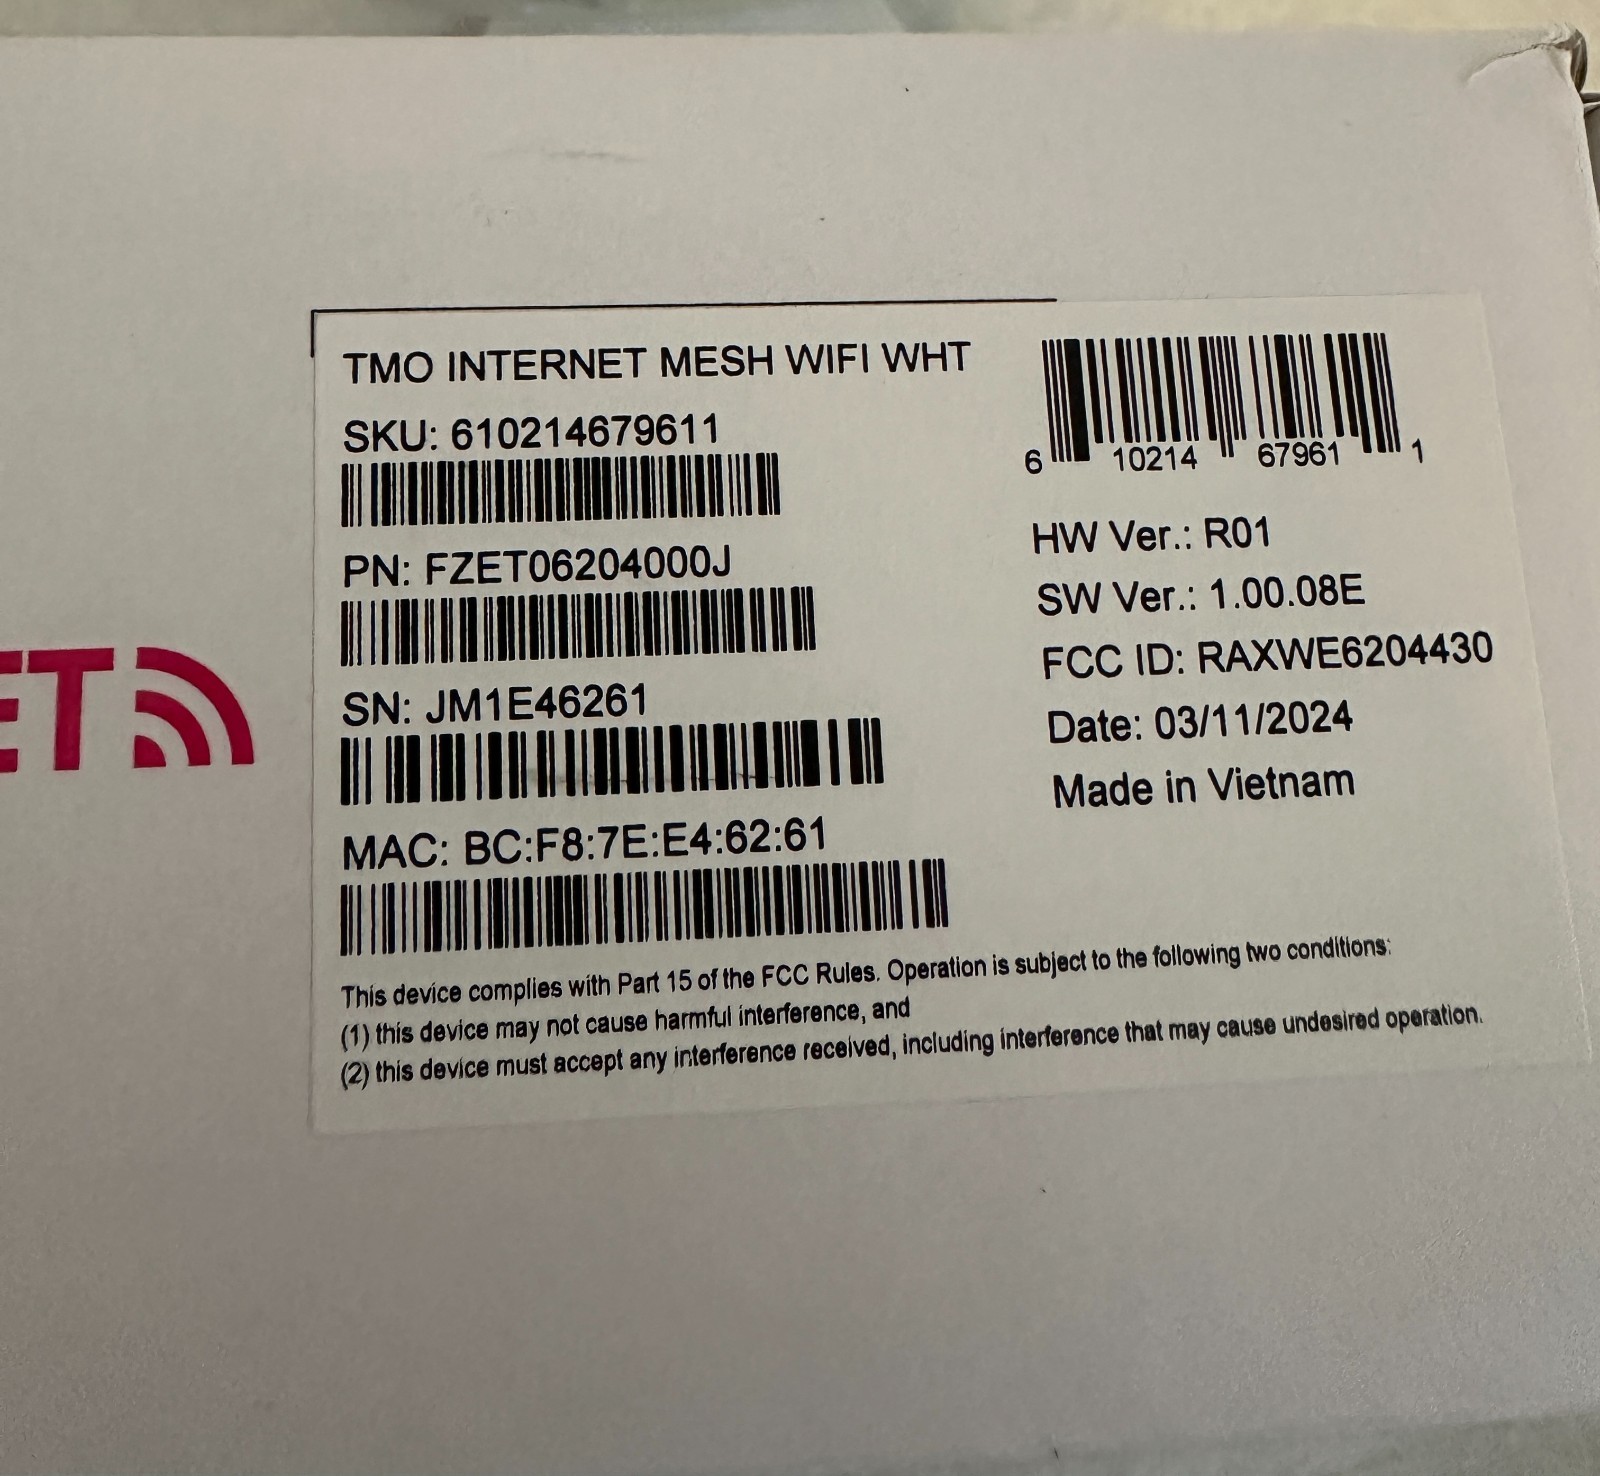 TMO INTERNET MESH WIFI WHT
SKU: 610214679611
PN: FZET06204000J
SN: JM1E46261
MAC: BC:F8:7E:E4:62:61
6 10214 67961 1
HW Ver.: R01
SW Ver.: 1.00.08E
FCC ID: RAXWE6204430
Date: 03/11/2024
Made in Vietnam
This device complies with Part 15 of the FCC Rules. Operation is subject to the following two conditions:
(1) this device may not cause harmful interference, and
(2) this device must accept any interference received, including interference that may cause undesired operation.
ET